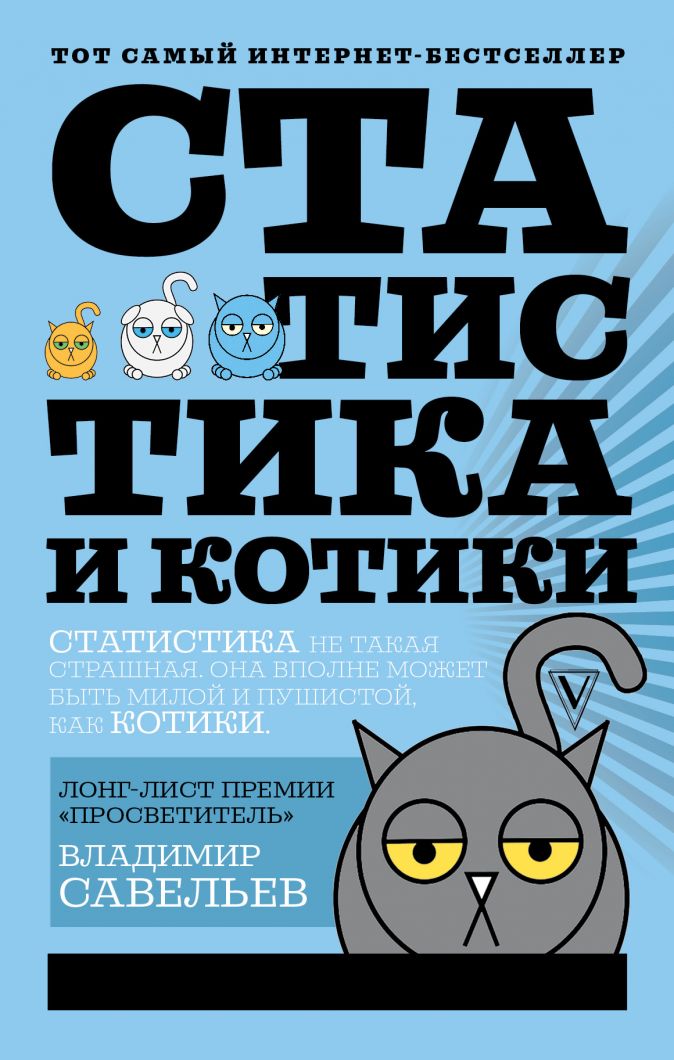 ТОТ САМЫЙ ИНТЕРНЕТ-БЕСТСЕЛЛЕР
СТА
ТИС
ТИКА
И КОТИКИ
СТАТИСТИКА НЕ ТАКАЯ
СТРАШНАЯ. ОНА ВПОЛНЕ МОЖЕТ
БЫТЬ МИЛОЙ И ПУШИСТОЙ,
КАК КОТИКИ.
V
ЛОНГ-ЛИСТ ПРЕМИИ
«ПРОСВЕТИТЕЛЬ»
ВЛАДИМИР
САВЕЛЬЕВ